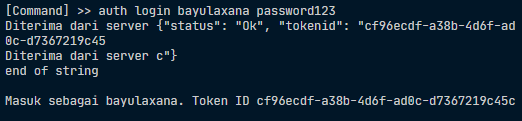 [Command] >> auth login bayulaxana password123
Diterima dari server {"status": "Ok", "tokenid": "cf96ecdf-a38b-4d6f-ad
0c-d7367219c45
Diterima dari server c"}
end of string

Masuk sebagai bayulaxana. Token ID cf96ecdf-a38b-4d6f-ad0c-d7367219c45c